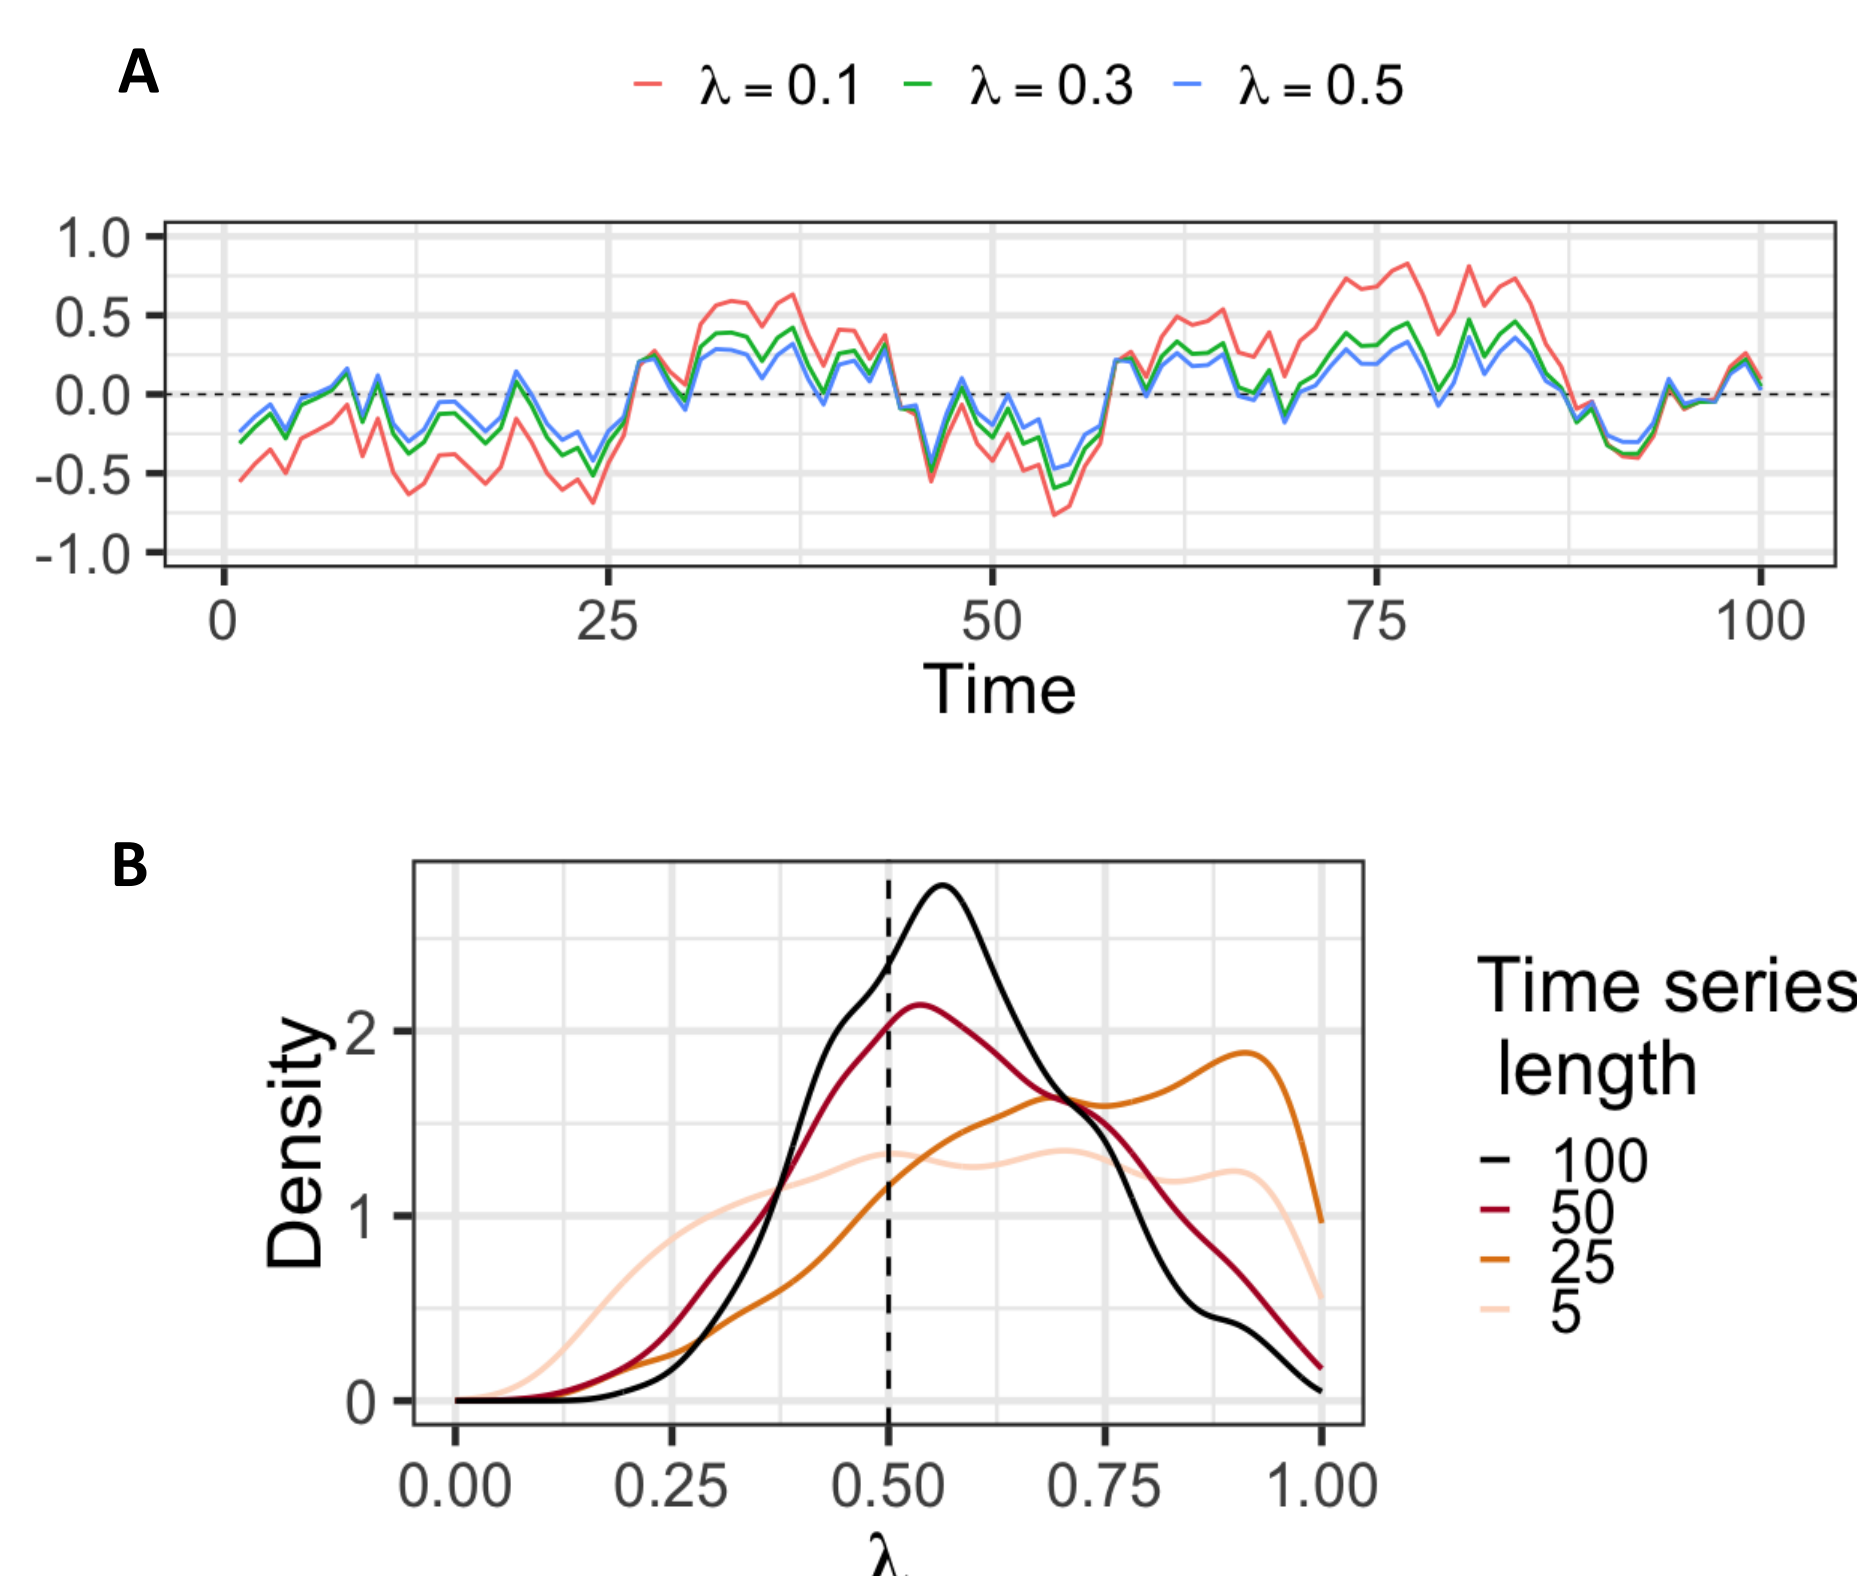 A
λ = 0.1 λ = 0.3 λ = 0.5
1.0
0.5
0.0
-0.5
-1.0
0 25 50 75 100
Time
B
Density
2
1
0
0.00 0.25 0.50 0.75 1.00
λ
Time series
length
100
50
25
5